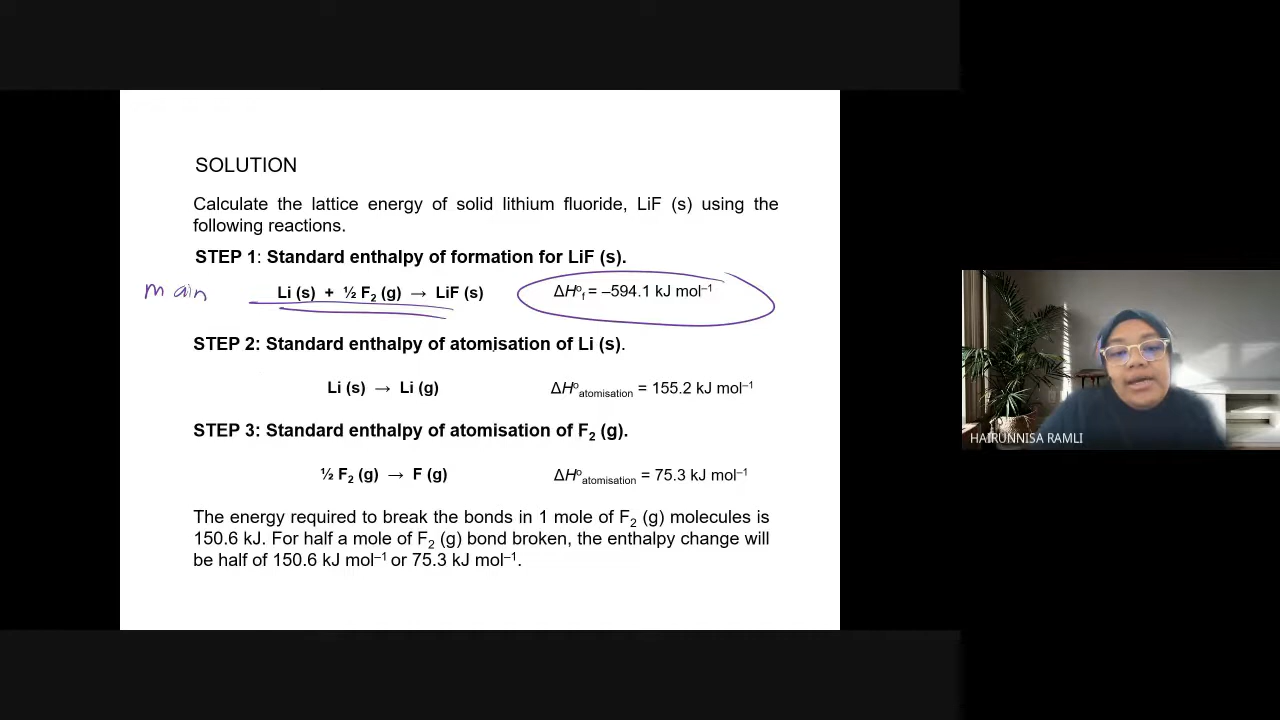 SOLUTION
Calculate the lattice energy of solid lithium fluoride, LiF (s) using the
following reactions.
STEP 1: Standard enthalpy of formation for LiF (s).
main
Li (s) + ½ F₂ (g) → LiF (s) ΔH°f = –594.1 kJ mol⁻¹
STEP 2: Standard enthalpy of atomisation of Li (s).
Li (s) → Li (g) ΔH°atomisation = 155.2 kJ mol⁻¹
STEP 3: Standard enthalpy of atomisation of F₂ (g).
½ F₂ (g) → F (g) ΔH°atomisation = 75.3 kJ mol⁻¹
The energy required to break the bonds in 1 mole of F₂ (g) molecules is
150.6 kJ. For half a mole of F₂ (g) bond broken, the enthalpy change will
be half of 150.6 kJ mol⁻¹ or 75.3 kJ mol⁻¹.
HAIRUNNISA RAMLI